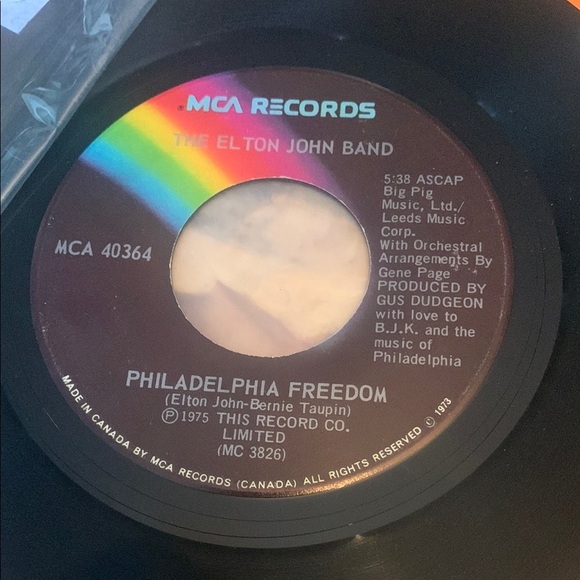 MCA RECORDS
THE ELTON JOHN BAND
5:38 ASCAP
Big Pig
Music, Ltd./
Leeds Music
Corp.
With Orchestral
Arrangements By
Gene Page
PRODUCED BY
GUS DUDGEON
with love to
B.J.K. and the
music of
Philadelphia
MCA 40364
PHILADELPHIA FREEDOM
(Elton John-Bernie Taupin)
Ⓟ 1975 THIS RECORD CO.
LIMITED
(MC 3826)
MADE IN CANADA BY MCA RECORDS (CANADA) ALL RIGHTS RESERVED © 1973